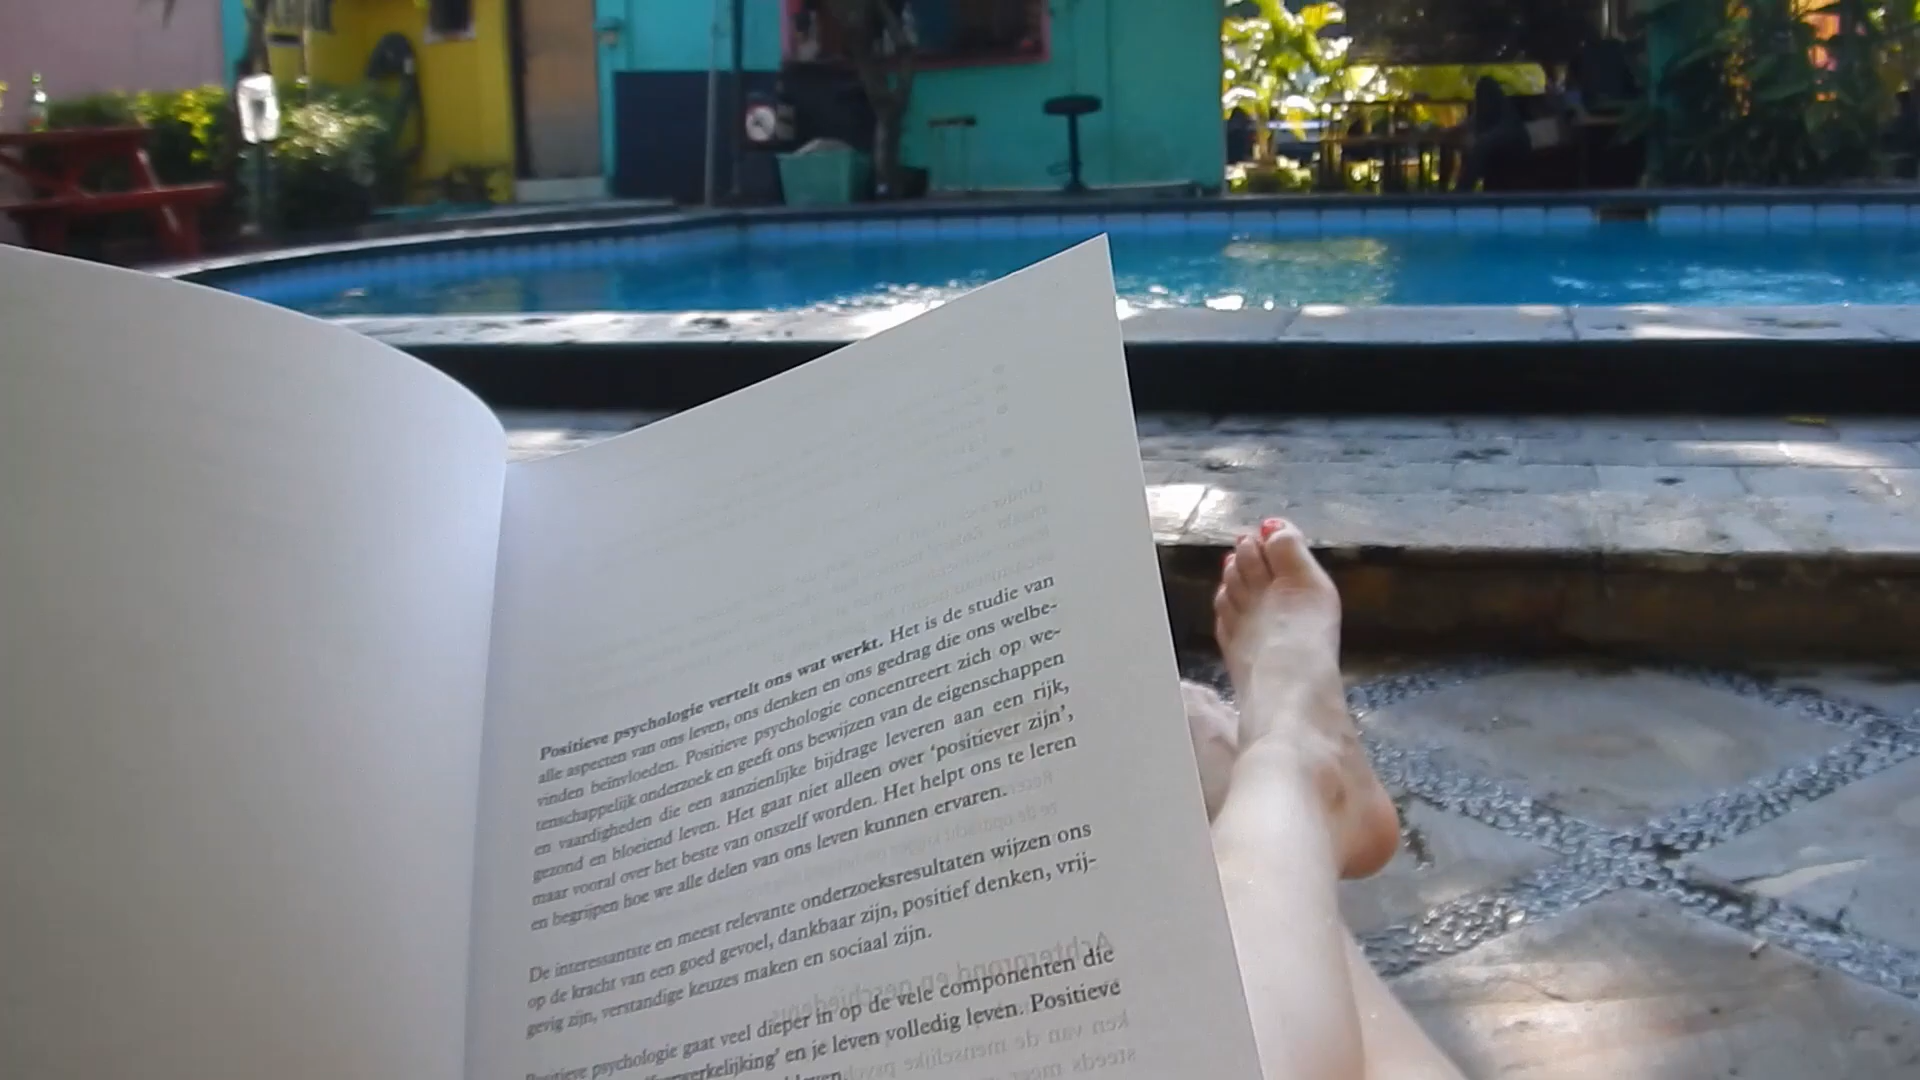 Positieve psychologie vertelt ons wat werkt. Het is de studie van
alle aspecten van ons leven, ons denken en ons gedrag die ons welbe-
vinden beïnvloeden. Positieve psychologie concentreert zich op we-
tenschappelijk onderzoek en geeft ons bewijzen van de eigenschappen
en vaardigheden die een aanzienlijke bijdrage leveren aan een rijk,
gezond en bloeiend leven. Het gaat niet alleen over ‘positiever zijn’,
maar vooral over het beste van onszelf worden. Het helpt ons te leren
en begrijpen hoe we alle delen van ons leven kunnen ervaren.
De interessantste en meest relevante onderzoeksresultaten wijzen ons
op de kracht van een goed gevoel, dankbaar zijn, positief denken, vrij-
gevig zijn, verstandige keuzes maken en sociaal zijn.
Positieve psychologie gaat veel dieper in op de vele componenten die
en je leven volledig leven. Positieve